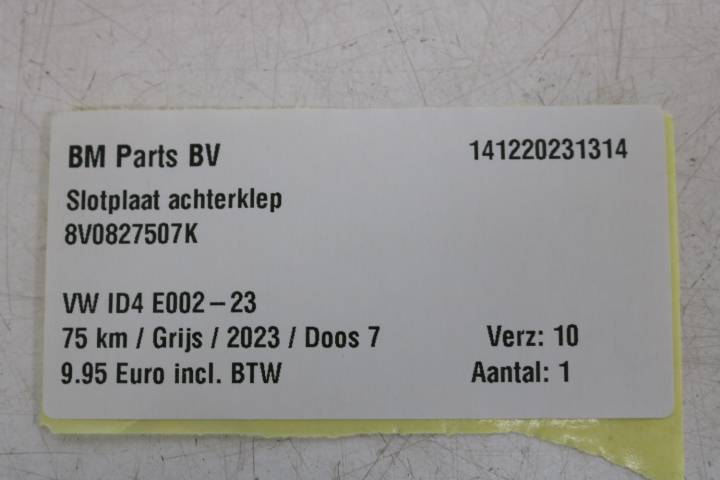 BM Parts BV 141220231314
Slotplaat achterklep
8V0827507K
VW ID4 E002-23
75 km / Grijs / 2023 / Doos 7 Verz: 10
9.95 Euro incl. BTW Aantal: 1